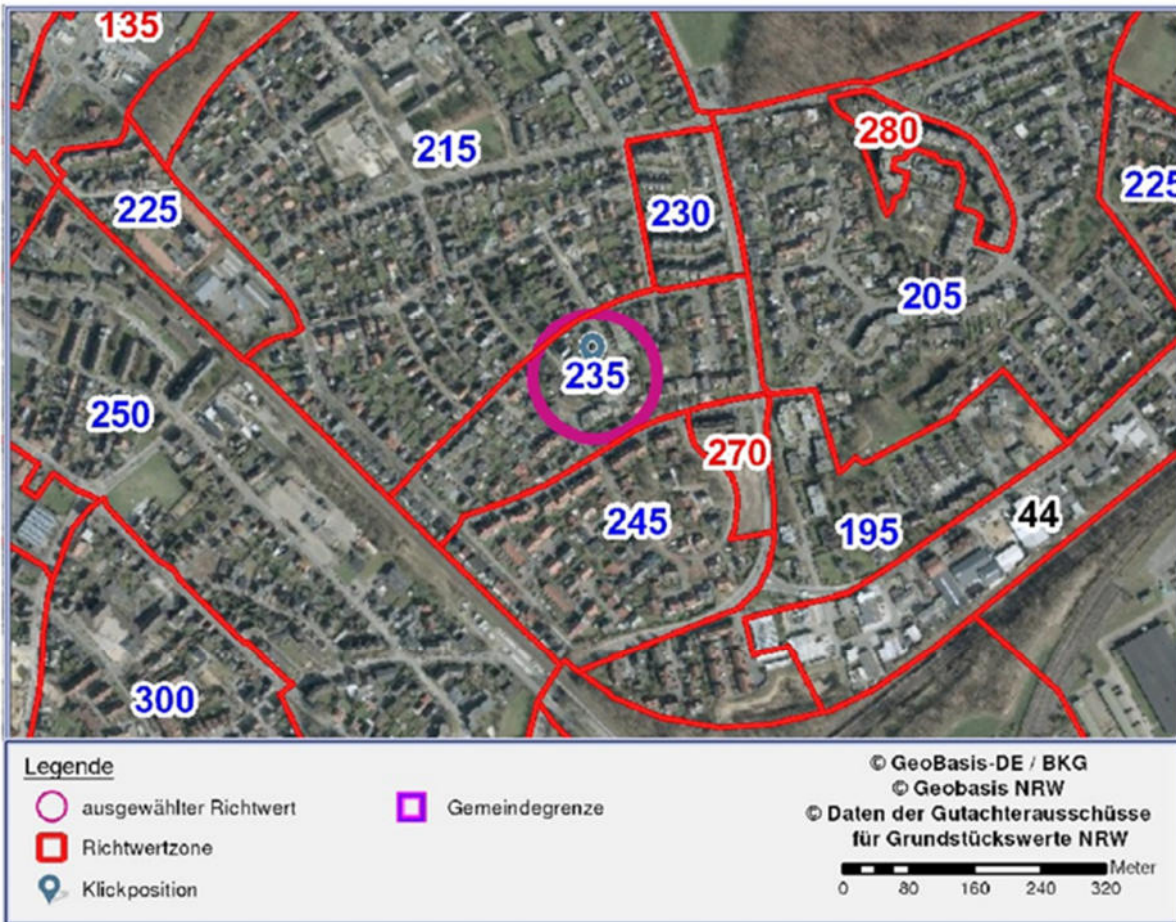 135
215
280
225
225
230
205
235
250
270
245
195
44
300
Legende
ausgewählter Richtwert
Richtwertzone
Klickposition
Gemeindegrenze
© GeoBasis-DE / BKG
© Geobasis NRW
© Daten der Gutachterausschüsse
für Grundstückswerte NRW
Meter
0 80 160 240 320